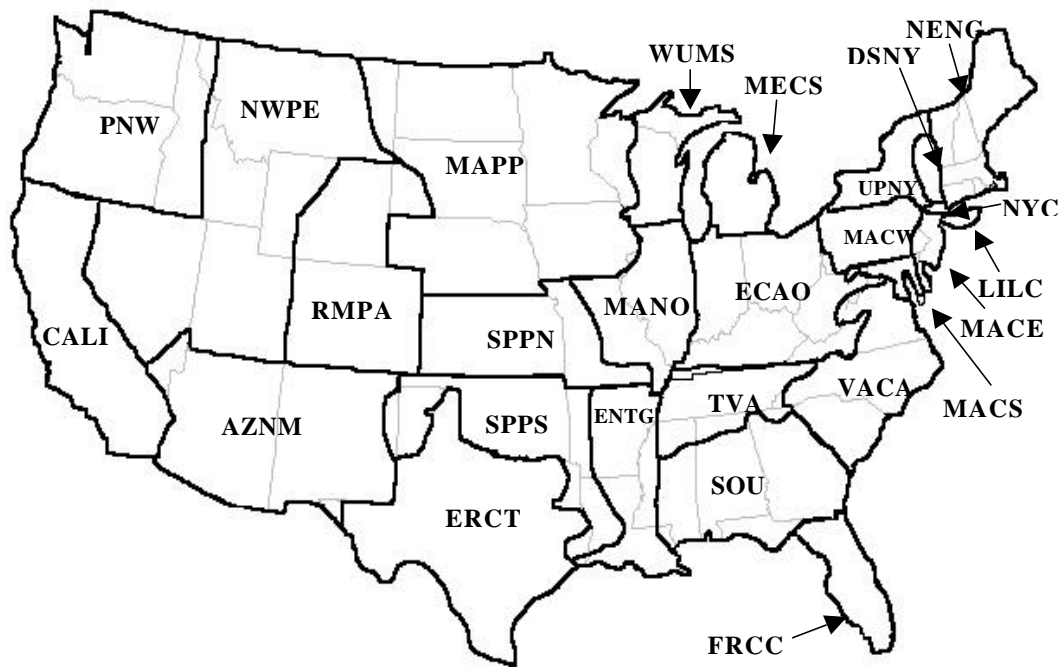 NENG
WUMS
DSNY
MECS
PNW
NWPE
MAPP
UPNY
NYC
MACW
LILC
RMPA
MANO
ECAO
CALI
SPPN
MACE
VACA
MACS
AZNM
SPPS
ENTG
TVA
SOU
ERCT
FRCC